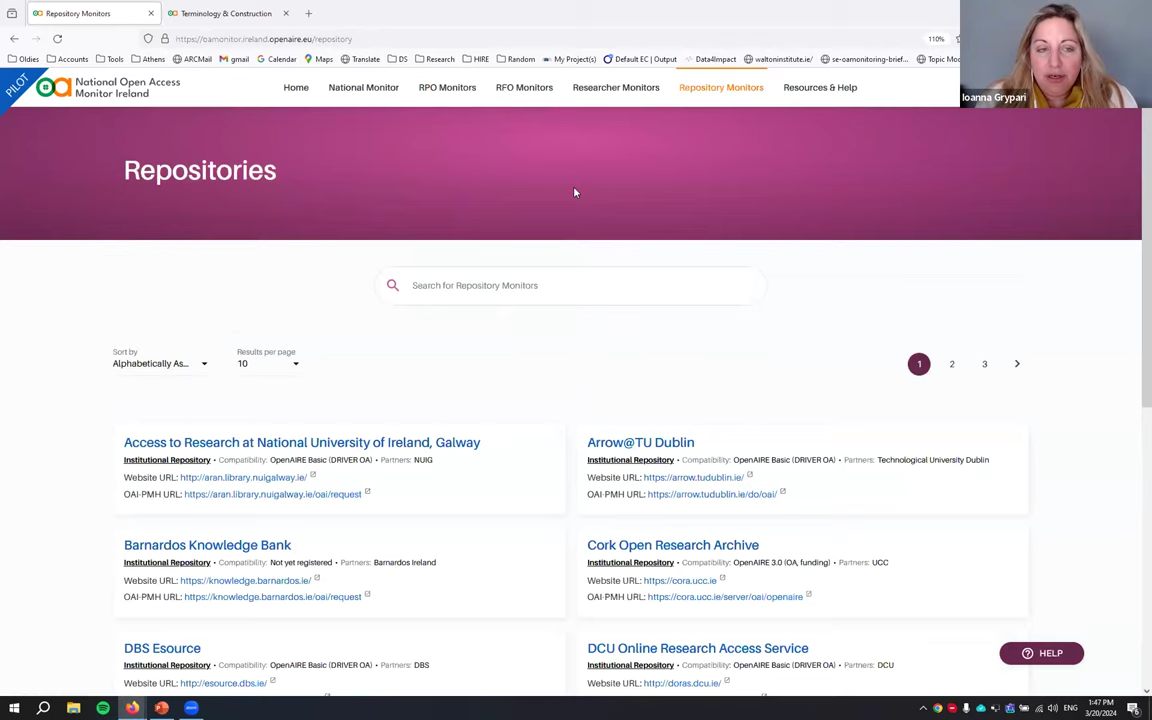 Repository Monitors
Terminology & Construction
https://oamonitor.ireland.openaire.eu/repository
110%
Oldies
Accounts
Tools
Athens
ARCMail
gmail
Calendar
Maps
Translate
DS
Research
HIRE
Random
My Project(s)
Default EC | Output
Data4Impact
waltoninstitute.ie/
se-oamonitoring-brief...
Topic Mod
Ioanna Grypari
PILOT
National Open Access
Monitor Ireland
Home
National Monitor
RPO Monitors
RFO Monitors
Researcher Monitors
Repository Monitors
Resources & Help
Repositories
Search for Repository Monitors
Sort by
Alphabetically As...
Results per page
10
1 2 3
Access to Research at National University of Ireland, Galway
Institutional Repository • Compatibility: OpenAIRE Basic (DRIVER OA) • Partners: NUIG
Website URL: http://aran.library.nuigalway.ie/
OAI-PMH URL: https://aran.library.nuigalway.ie/oai/request
Arrow@TU Dublin
Institutional Repository • Compatibility: OpenAIRE Basic (DRIVER OA) • Partners: Technological University Dublin
Website URL: https://arrow.tudublin.ie/
OAI-PMH URL: https://arrow.tudublin.ie/do/oai/
Barnardos Knowledge Bank
Institutional Repository • Compatibility: Not yet registered • Partners: Barnardos Ireland
Website URL: https://knowledge.barnardos.ie/
OAI-PMH URL: https://knowledge.barnardos.ie/oai/request
Cork Open Research Archive
Institutional Repository • Compatibility: OpenAIRE 3.0 (OA, funding) • Partners: UCC
Website URL: https://cora.ucc.ie
OAI-PMH URL: https://cora.ucc.ie/server/oai/openaire
DBS Esource
Institutional Repository • Compatibility: OpenAIRE Basic (DRIVER OA) • Partners: DBS
Website URL: http://esource.dbs.ie/
DCU Online Research Access Service
Institutional Repository • Compatibility: OpenAIRE Basic (DRIVER OA) • Partners: DCU
Website URL: http://doras.dcu.ie/
HELP
ENG
1:47 PM
3/20/2024